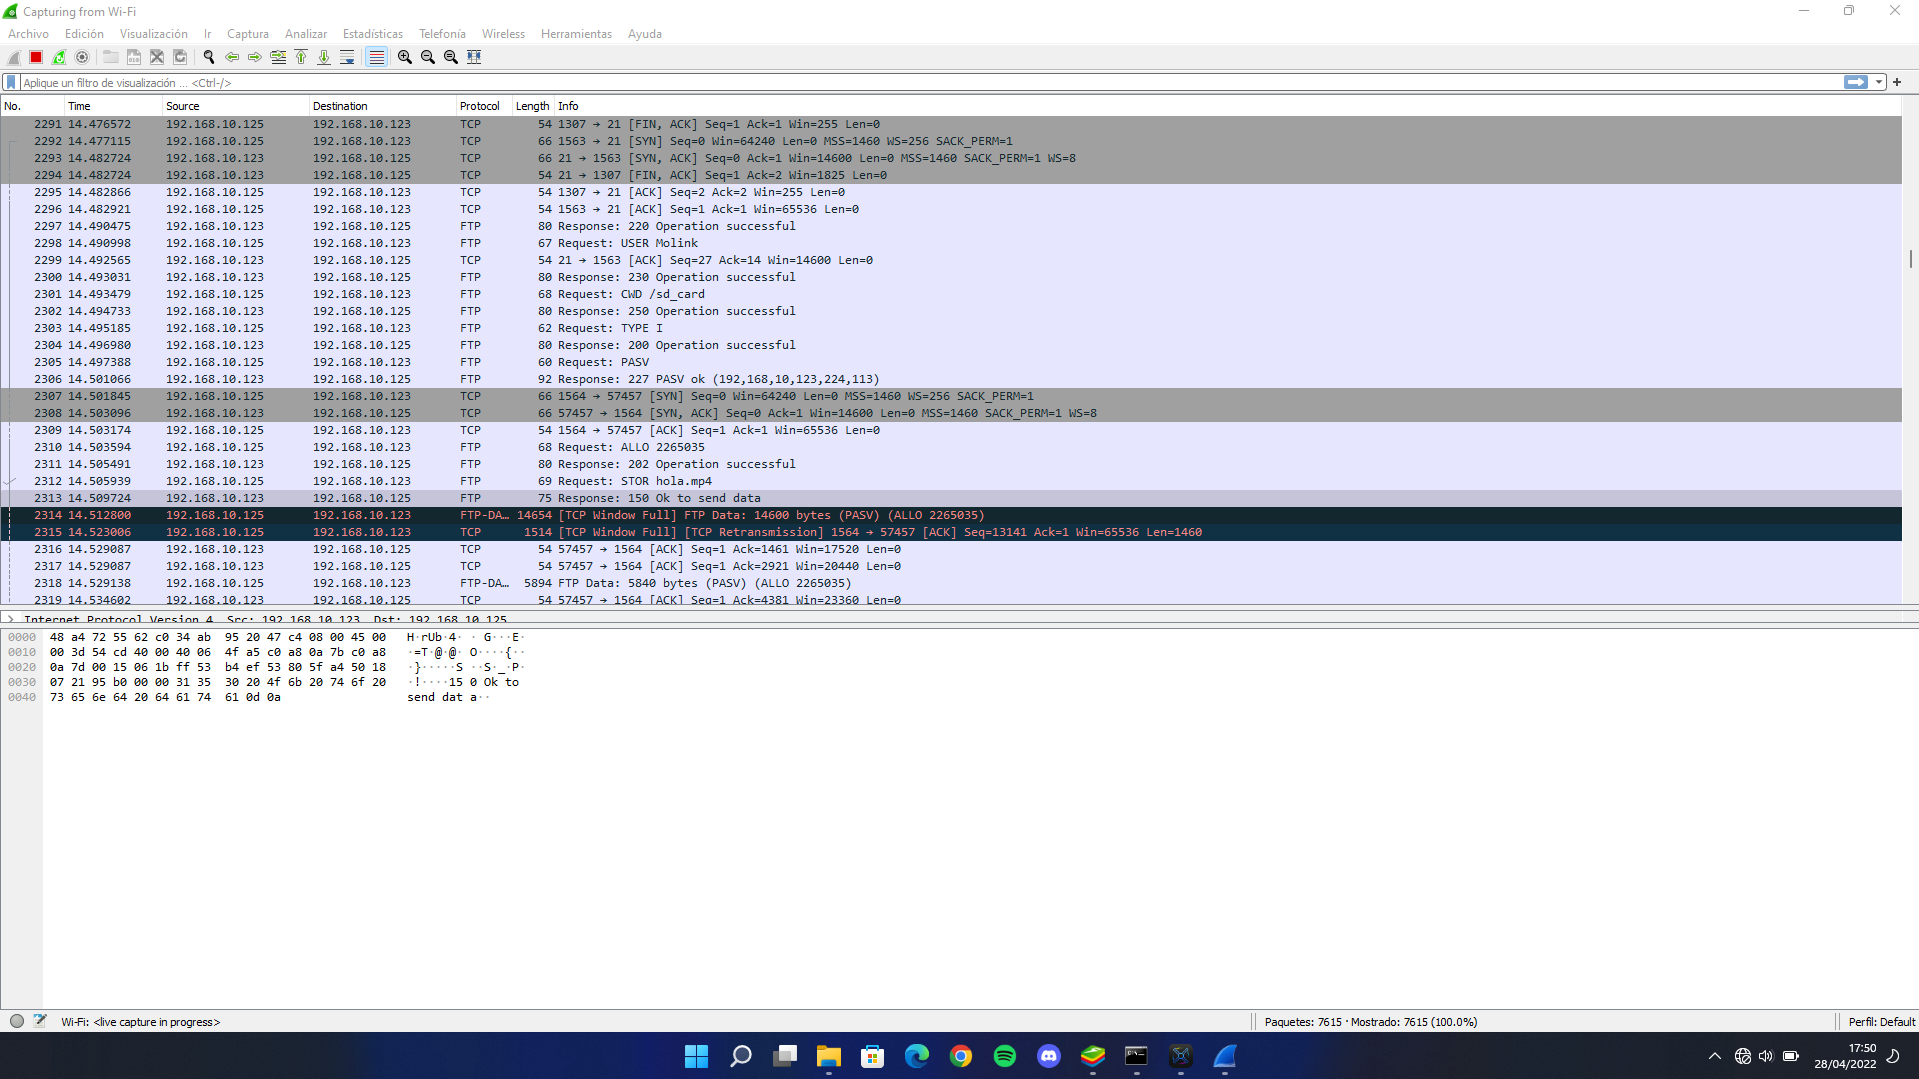 Capturing from Wi-Fi
Archivo Edición Visualización Ir Captura Analizar Estadísticas Telefonía Wireless Herramientas Ayuda
Aplique un filtro de visualización ... <Ctrl-/>
No. Time Source Destination Protocol Length Info
2291 14.476572 192.168.10.125 192.168.10.123 TCP 54 1307 → 21 [FIN, ACK] Seq=1 Ack=1 Win=255 Len=0
2292 14.477115 192.168.10.125 192.168.10.123 TCP 66 1563 → 21 [SYN] Seq=0 Win=64240 Len=0 MSS=1460 WS=256 SACK_PERM=1
2293 14.482724 192.168.10.123 192.168.10.125 TCP 66 21 → 1563 [SYN, ACK] Seq=0 Ack=1 Win=14600 Len=0 MSS=1460 SACK_PERM=1 WS=8
2294 14.482724 192.168.10.123 192.168.10.125 TCP 54 21 → 1307 [FIN, ACK] Seq=1 Ack=2 Win=1825 Len=0
2295 14.482866 192.168.10.125 192.168.10.123 TCP 54 1307 → 21 [ACK] Seq=2 Ack=2 Win=255 Len=0
2296 14.482921 192.168.10.125 192.168.10.123 TCP 54 1563 → 21 [ACK] Seq=1 Ack=1 Win=65536 Len=0
2297 14.490475 192.168.10.123 192.168.10.125 FTP 80 Response: 220 Operation successful
2298 14.490998 192.168.10.125 192.168.10.123 FTP 67 Request: USER Molink
2299 14.492565 192.168.10.123 192.168.10.125 TCP 54 21 → 1563 [ACK] Seq=27 Ack=14 Win=14600 Len=0
2300 14.493031 192.168.10.123 192.168.10.125 FTP 80 Response: 230 Operation successful
2301 14.493479 192.168.10.125 192.168.10.123 FTP 68 Request: CWD /sd_card
2302 14.494733 192.168.10.123 192.168.10.125 FTP 80 Response: 250 Operation successful
2303 14.495185 192.168.10.125 192.168.10.123 FTP 62 Request: TYPE I
2304 14.496980 192.168.10.123 192.168.10.125 FTP 80 Response: 200 Operation successful
2305 14.497388 192.168.10.125 192.168.10.123 FTP 60 Request: PASV
2306 14.501066 192.168.10.123 192.168.10.125 FTP 92 Response: 227 PASV ok (192,168,10,123,224,113)
2307 14.501845 192.168.10.125 192.168.10.123 TCP 66 1564 → 57457 [SYN] Seq=0 Win=64240 Len=0 MSS=1460 WS=256 SACK_PERM=1
2308 14.503096 192.168.10.123 192.168.10.125 TCP 66 57457 → 1564 [SYN, ACK] Seq=0 Ack=1 Win=14600 Len=0 MSS=1460 SACK_PERM=1 WS=8
2309 14.503174 192.168.10.125 192.168.10.123 TCP 54 1564 → 57457 [ACK] Seq=1 Ack=1 Win=65536 Len=0
2310 14.503594 192.168.10.125 192.168.10.123 FTP 68 Request: ALLO 2265035
2311 14.505491 192.168.10.123 192.168.10.125 FTP 80 Response: 202 Operation successful
2312 14.505939 192.168.10.125 192.168.10.123 FTP 69 Request: STOR hola.mp4
2313 14.509724 192.168.10.123 192.168.10.125 FTP 75 Response: 150 Ok to send data
2314 14.512800 192.168.10.125 192.168.10.123 FTP-DA… 14654 [TCP Window Full] FTP Data: 14600 bytes (PASV) (ALLO 2265035)
2315 14.523006 192.168.10.125 192.168.10.123 TCP 1514 [TCP Window Full] [TCP Retransmission] 1564 → 57457 [ACK] Seq=13141 Ack=1 Win=65536 Len=1460
2316 14.529087 192.168.10.123 192.168.10.125 TCP 54 57457 → 1564 [ACK] Seq=1 Ack=1461 Win=17520 Len=0
2317 14.529087 192.168.10.123 192.168.10.125 TCP 54 57457 → 1564 [ACK] Seq=1 Ack=2921 Win=20440 Len=0
2318 14.529138 192.168.10.125 192.168.10.123 FTP-DA… 5894 FTP Data: 5840 bytes (PASV) (ALLO 2265035)
2319 14.534602 192.168.10.123 192.168.10.125 TCP 54 57457 → 1564 [ACK] Seq=1 Ack=4381 Win=23360 Len=0
Internet Protocol Version 4, Src: 192.168.10.123, Dst: 192.168.10.125
0000 48 a4 72 55 62 c0 34 ab 95 20 47 c4 08 00 45 00 H·rUb·4· · G···E·
0010 00 3d 54 cd 40 00 40 06 4f a5 c0 a8 0a 7b c0 a8 ·=T·@·@· O····{··
0020 0a 7d 00 15 06 1b ff 53 b4 ef 53 80 5f a4 50 18 ·}·····S ··S·_·P·
0030 07 21 95 b0 00 00 31 35 30 20 4f 6b 20 74 6f 20 ·!····15 0 Ok to
0040 73 65 6e 64 20 64 61 74 61 0d 0a send dat a··
Wi-Fi: <live capture in progress> Paquetes: 7615 · Mostrado: 7615 (100.0%) Perfil: Default
17:50
28/04/2022